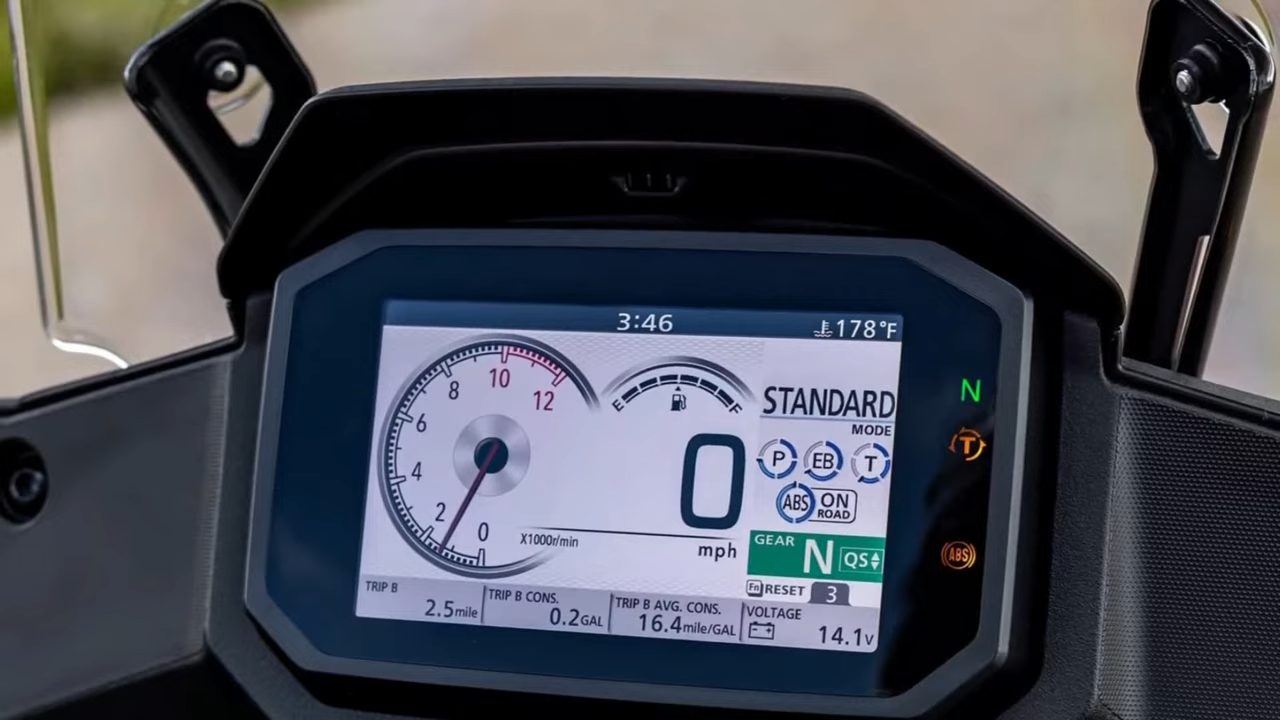 3:46
178°F
10
8
12
6
4
2
0
X1000r/min
E
F
0
mph
STANDARD
MODE
P
EB
T
ABS
ON
ROAD
GEAR
N
QS
Fn RESET 3
TRIP B
2.5mile
TRIP B CONS.
0.2GAL
TRIP B AVG. CONS.
16.4mile/GAL
VOLTAGE
14.1V
N
T
ABS